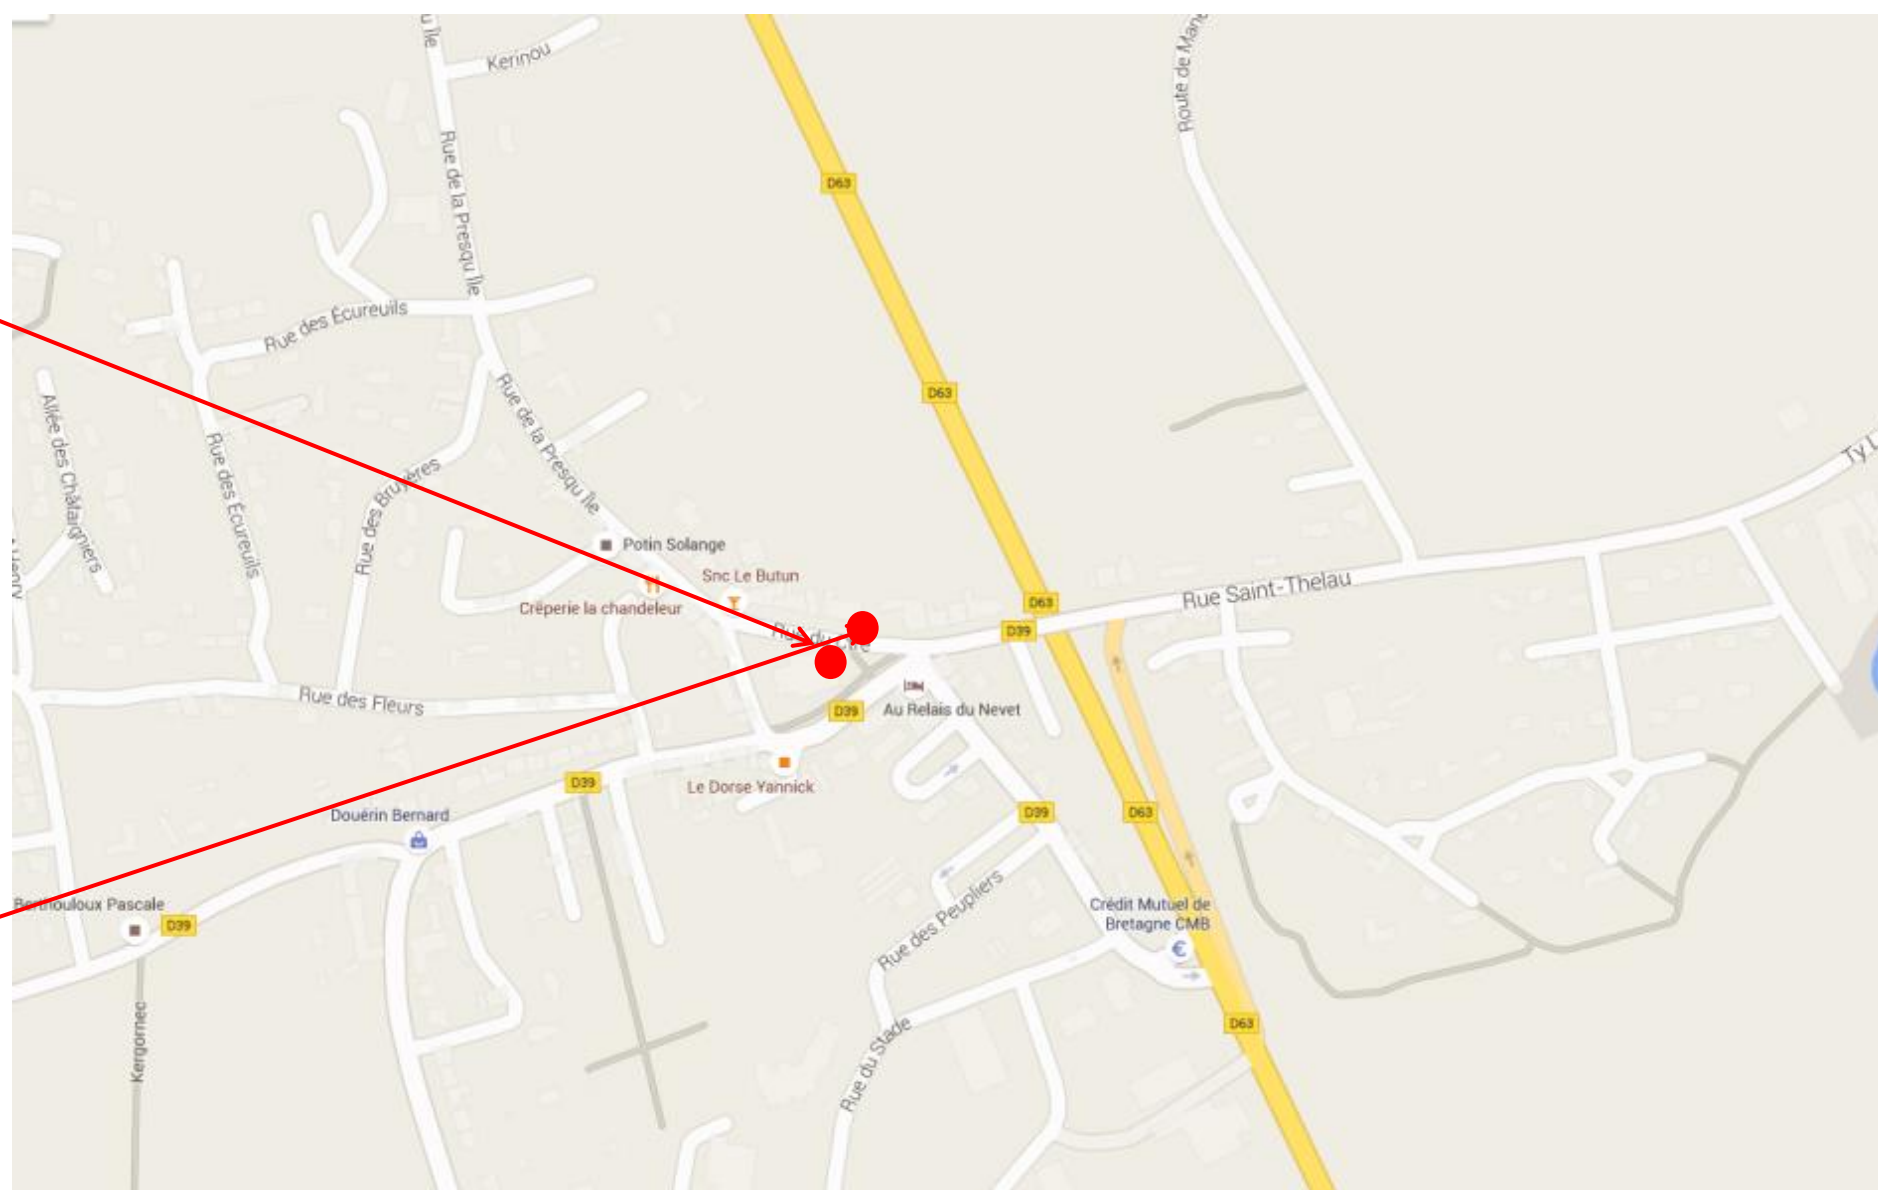 u Île
Kerinou
Route de Mane
Rue de la Presqu Île
D63
Rue des Écureuils
D63
Allée des Châtaigniers
Rue des Écureuils
Rue de la Presqu Île
Rue des Bruyères
Ty L
Potin Solange
Snc Le Butun
Crêperie la chandeleur
Rue Saint-Thelau
D63
D39
Rue des Fleurs
D39
Au Relais du Nevet
D39
Le Dorse Yannick
Douérin Bernard
D39
D63
Berthouloux Pascale
D39
Rue des Peupliers
Crédit Mutuel de
Bretagne CMB
€
Kergornec
Rue du Stade
D63